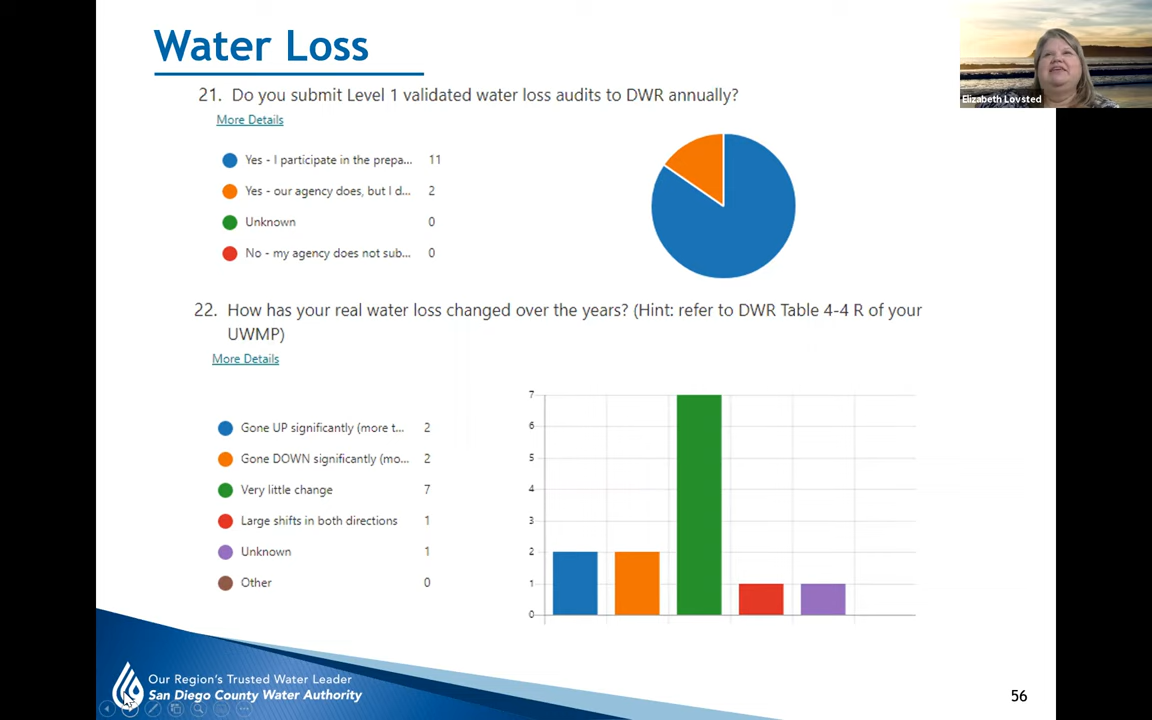 Water Loss
Elizabeth Lovsted
21. Do you submit Level 1 validated water loss audits to DWR annually?
More Details
Yes - I participate in the prepa... 11
Yes - our agency does, but I d... 2
Unknown 0
No - my agency does not sub... 0
22. How has your real water loss changed over the years? (Hint: refer to DWR Table 4-4 R of your
UWMP)
More Details
Gone UP significantly (more t... 2
Gone DOWN significantly (mo... 2
Very little change 7
Large shifts in both directions 1
Unknown 1
Other 0
7
6
5
4
3
2
1
0
Our Region's Trusted Water Leader
San Diego County Water Authority
56